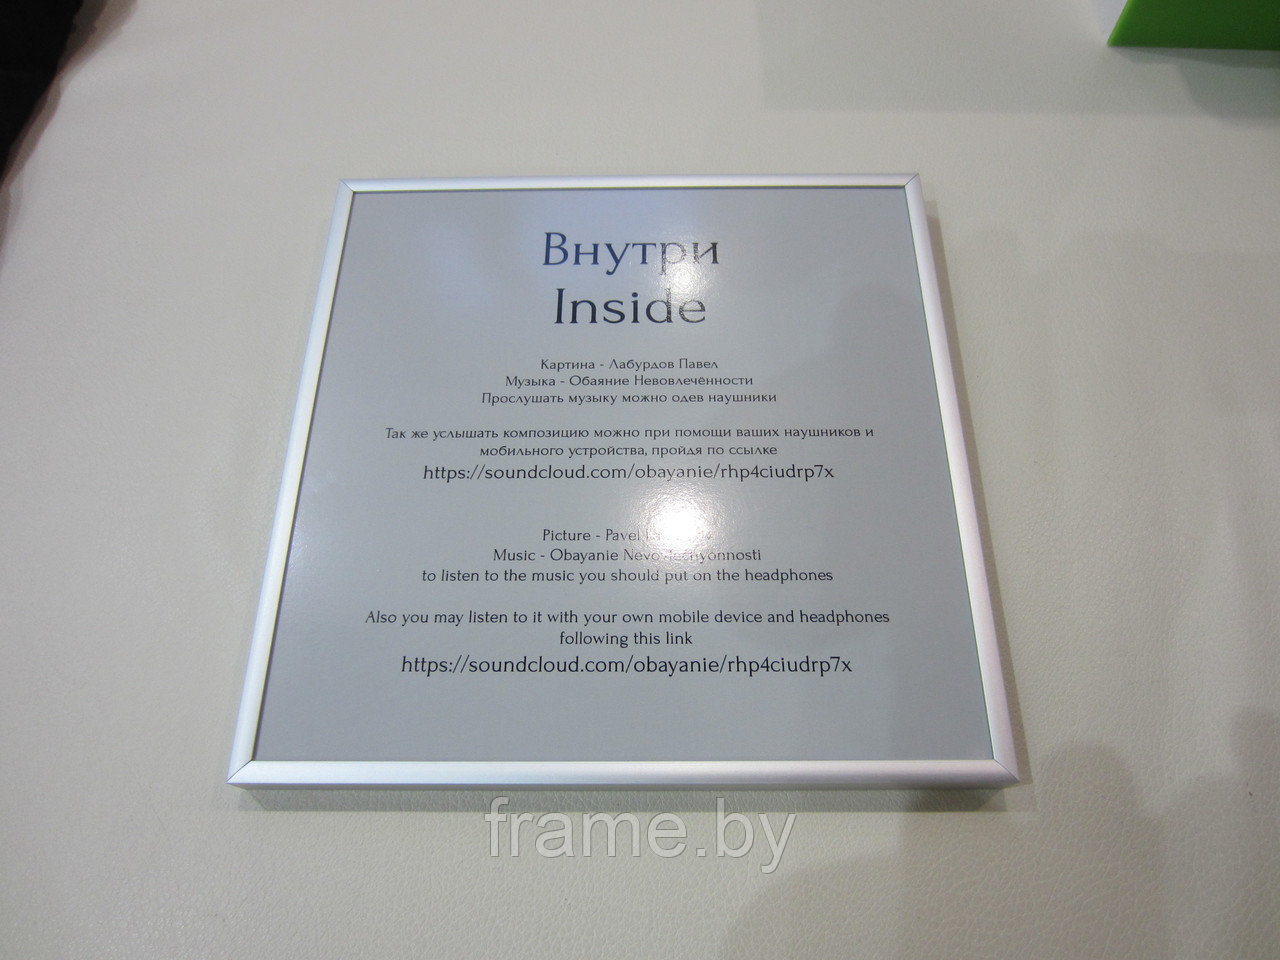 Внутри
Inside
Картина - Лабурдов Павел
Музыка - Обаяние Невовлечённости
Прослушать музыку можно одев наушники
Так же услышать композицию можно при помощи ваших наушников и
мобильного устройства, пройдя по ссылке
https://soundcloud.com/obayanie/rhp4ciudrp7x
Picture - Pavel
Music - Obayanie
to listen to the music you should put on the headphones
Also you may listen to it with your own mobile device and headphones
following this link
https://soundcloud.com/obayanie/rhp4ciudrp7x
frame.by